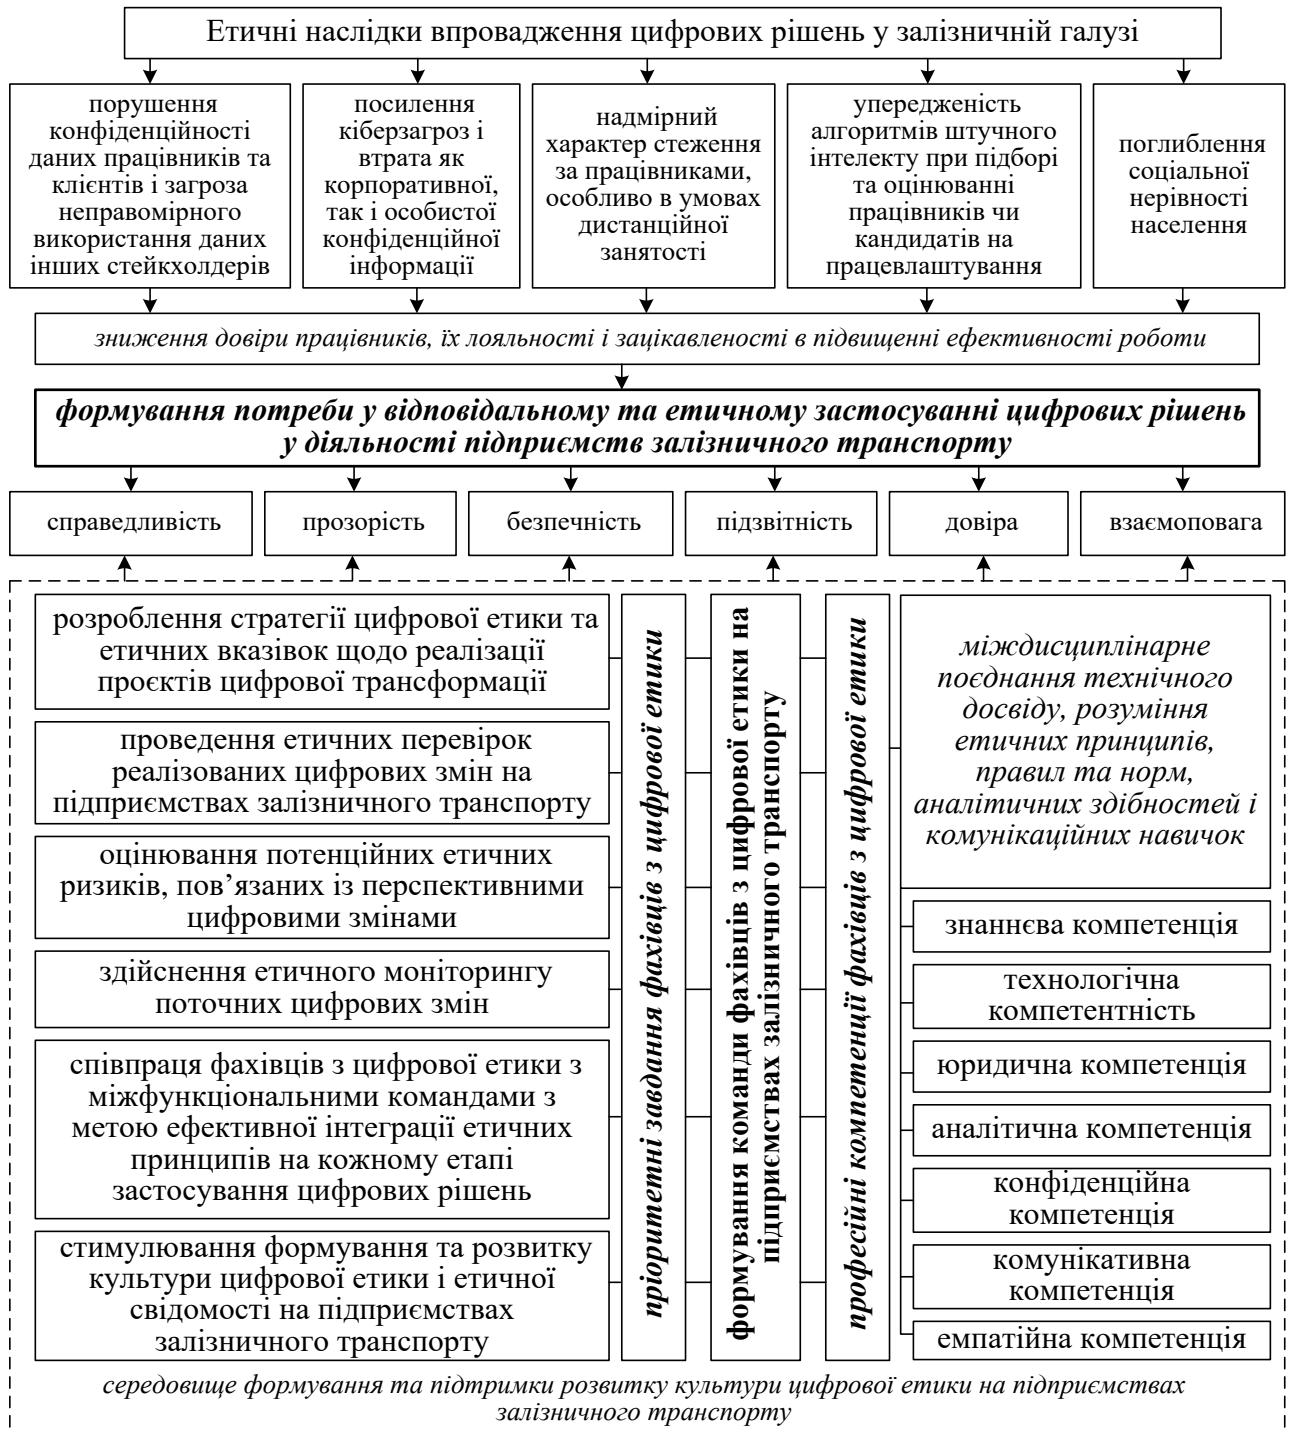 Етичні наслідки впровадження цифрових рішень у залізничній галузі
порушення
конфіденційності
даних працівників та
клієнтів і загроза
неправомірного
використання даних
інших стейкхолдерів
посилення
кіберзагроз і
втрата як
корпоративної,
так і особистої
конфіденційної
інформації
надмірний
характер стеження
за працівниками,
особливо в умовах
дистанційної
занятості
упередженість
алгоритмів штучного
інтелекту при підборі
та оцінюванні
працівників чи
кандидатів на
працевлаштування
поглиблення
соціальної
нерівності
населення
зниження довіри працівників, їх лояльності і зацікавленості в підвищенні ефективності роботи
формування потреби у відповідальному та етичному застосуванні цифрових рішень
у діяльності підприємств залізничного транспорту
справедливість
прозорість
безпечність
підзвітність
довіра
взаємоповага
розроблення стратегії цифрової етики та
етичних вказівок щодо реалізації
проєктів цифрової трансформації
проведення етичних перевірок
реалізованих цифрових змін на
підприємствах залізничного транспорту
оцінювання потенційних етичних
ризиків, пов’язаних із перспективними
цифровими змінами
здійснення етичного моніторингу
поточних цифрових змін
співпраця фахівців з цифрової етики з
міжфункціональними командами з
метою ефективної інтеграції етичних
принципів на кожному етапі
застосування цифрових рішень
стимулювання формування та розвитку
культури цифрової етики і етичної
свідомості на підприємствах
залізничного транспорту
пріоритетні завдання фахівців з цифрової етики
формування команди фахівців з цифрової етики на
підприємствах залізничного транспорту
професійні компетенції фахівців з цифрової етики
міждисциплінарне
поєднання технічного
досвіду, розуміння
етичних принципів,
правил та норм,
аналітичних здібностей і
комунікаційних навичок
знаннєва компетенція
технологічна
компетентність
юридична компетенція
аналітична компетенція
конфіденційна
компетенція
комунікативна
компетенція
емпатійна компетенція
середовище формування та підтримки розвитку культури цифрової етики на підприємствах
залізничного транспорту